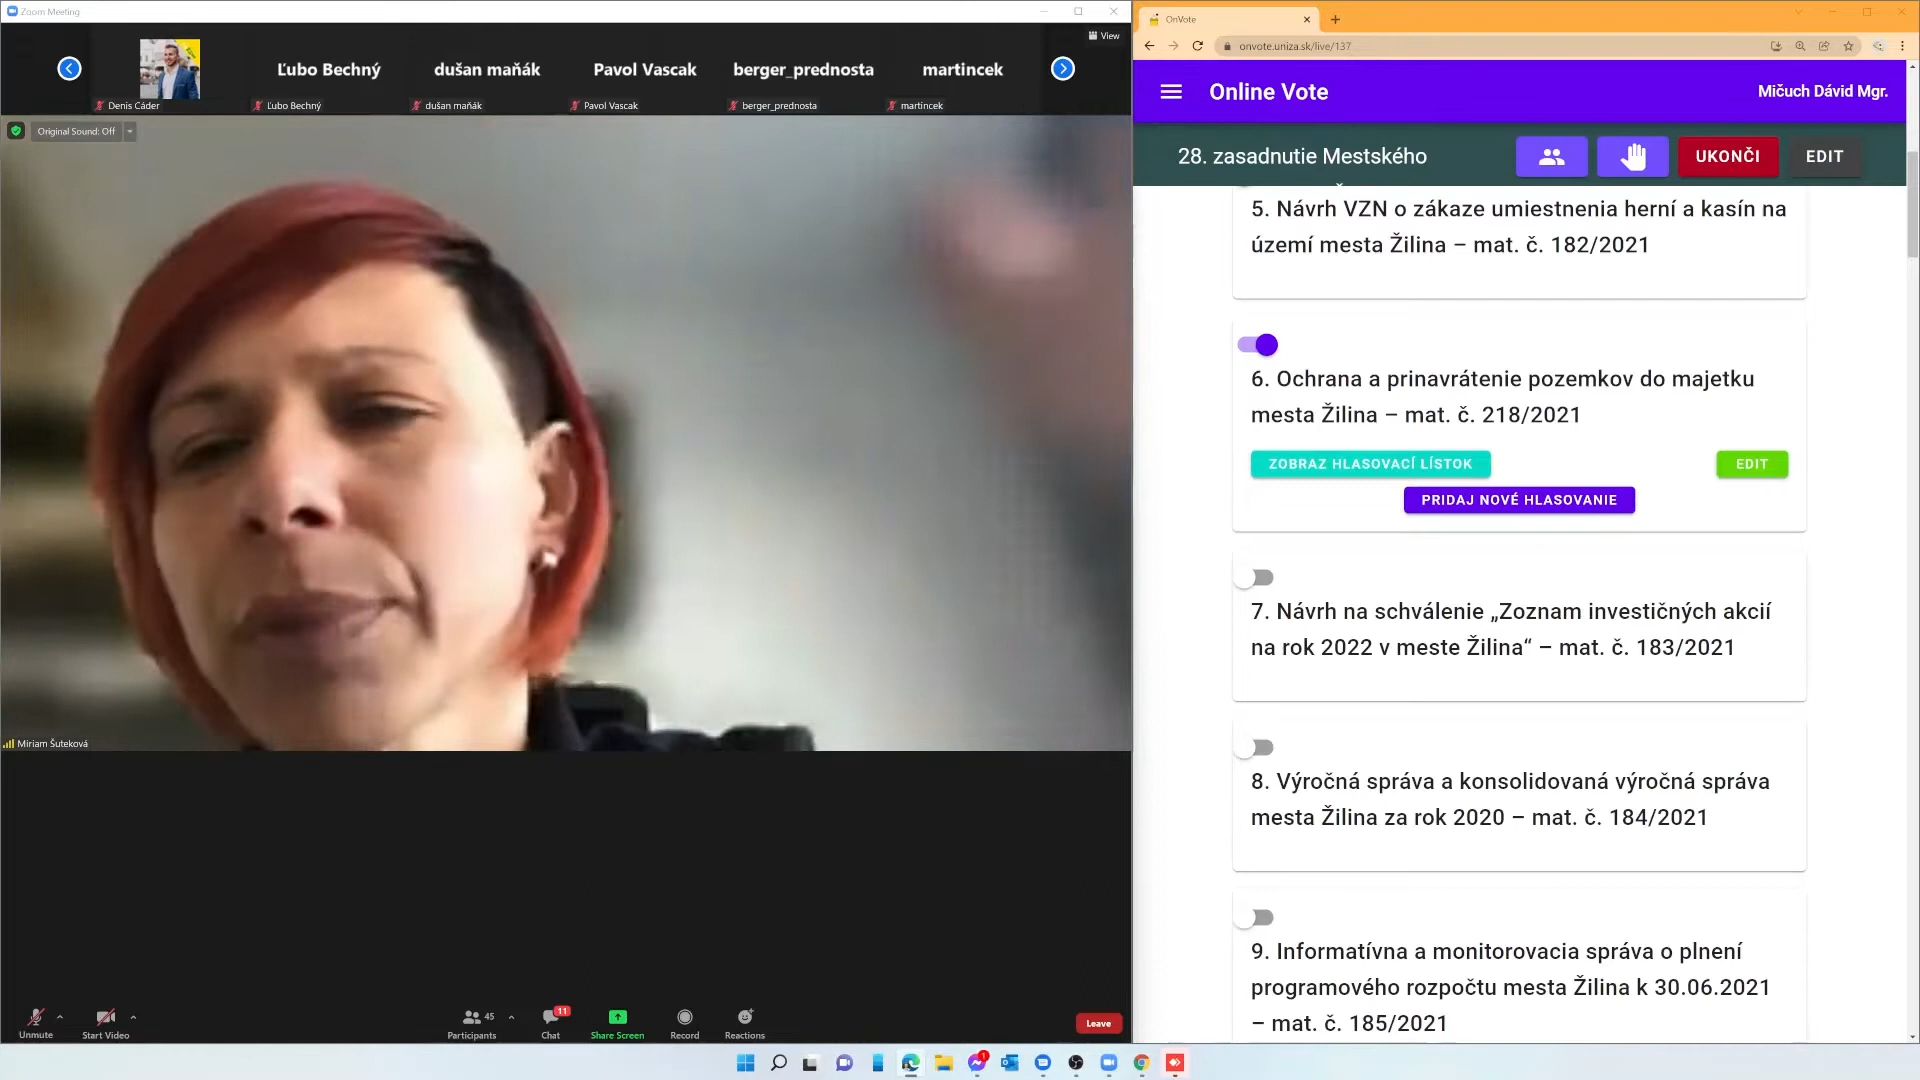 Zoom Meeting
View
Ľubo Bechný
dušan maňák
Pavol Vascak
berger_prednosta
martincek
Denis Cáder
Ľubo Bechný
dušan maňák
Pavol Vascak
berger_prednosta
martincek
Original Sound: Off
Miriam Šuteková
Unmute
Start Video
45
Participants
11
Chat
Share Screen
Record
Reactions
Leave
OnVote
onvote.uniza.sk/live/137
Online Vote
Mičuch Dávid Mgr.
28. zasadnutie Mestského
UKONČI
EDIT
5. Návrh VZN o zákaze umiestnenia herní a kasín na
území mesta Žilina – mat. č. 182/2021
6. Ochrana a prinavrátenie pozemkov do majetku
mesta Žilina – mat. č. 218/2021
ZOBRAZ HLASOVACÍ LÍSTOK
EDIT
PRIDAJ NOVÉ HLASOVANIE
7. Návrh na schválenie „Zoznam investičných akcií
na rok 2022 v meste Žilina“ – mat. č. 183/2021
8. Výročná správa a konsolidovaná výročná správa
mesta Žilina za rok 2020 – mat. č. 184/2021
9. Informatívna a monitorovacia správa o plnení
programového rozpočtu mesta Žilina k 30.06.2021
– mat. č. 185/2021
1